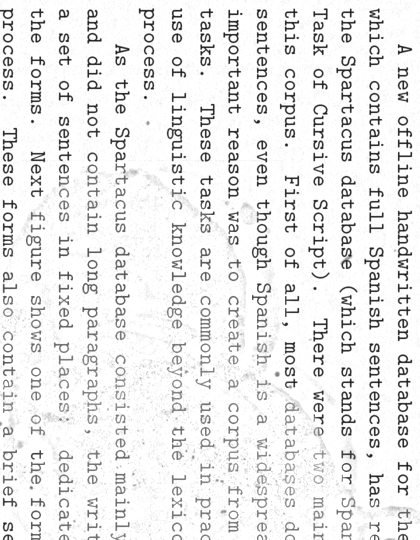 A new offline handwritten database for the
which contains full Spanish sentences, has re
the Spartacus database (which stands for Spar
Task of Cursive Script). There were two mair
this corpus. First of all, most databases do
sentences, even though Spanish is a widesprea
important reason was to create a corpus from
tasks. These tasks are commonly used in prac
use of linguistic knowledge beyond the lexico
process.
As the Spartacus database consisted mainly
and did not contain long paragraphs, the writ
a set of sentences in fixed places: dedicate
the forms. Next figure shows one of the form
process. These forms also contain a brief se